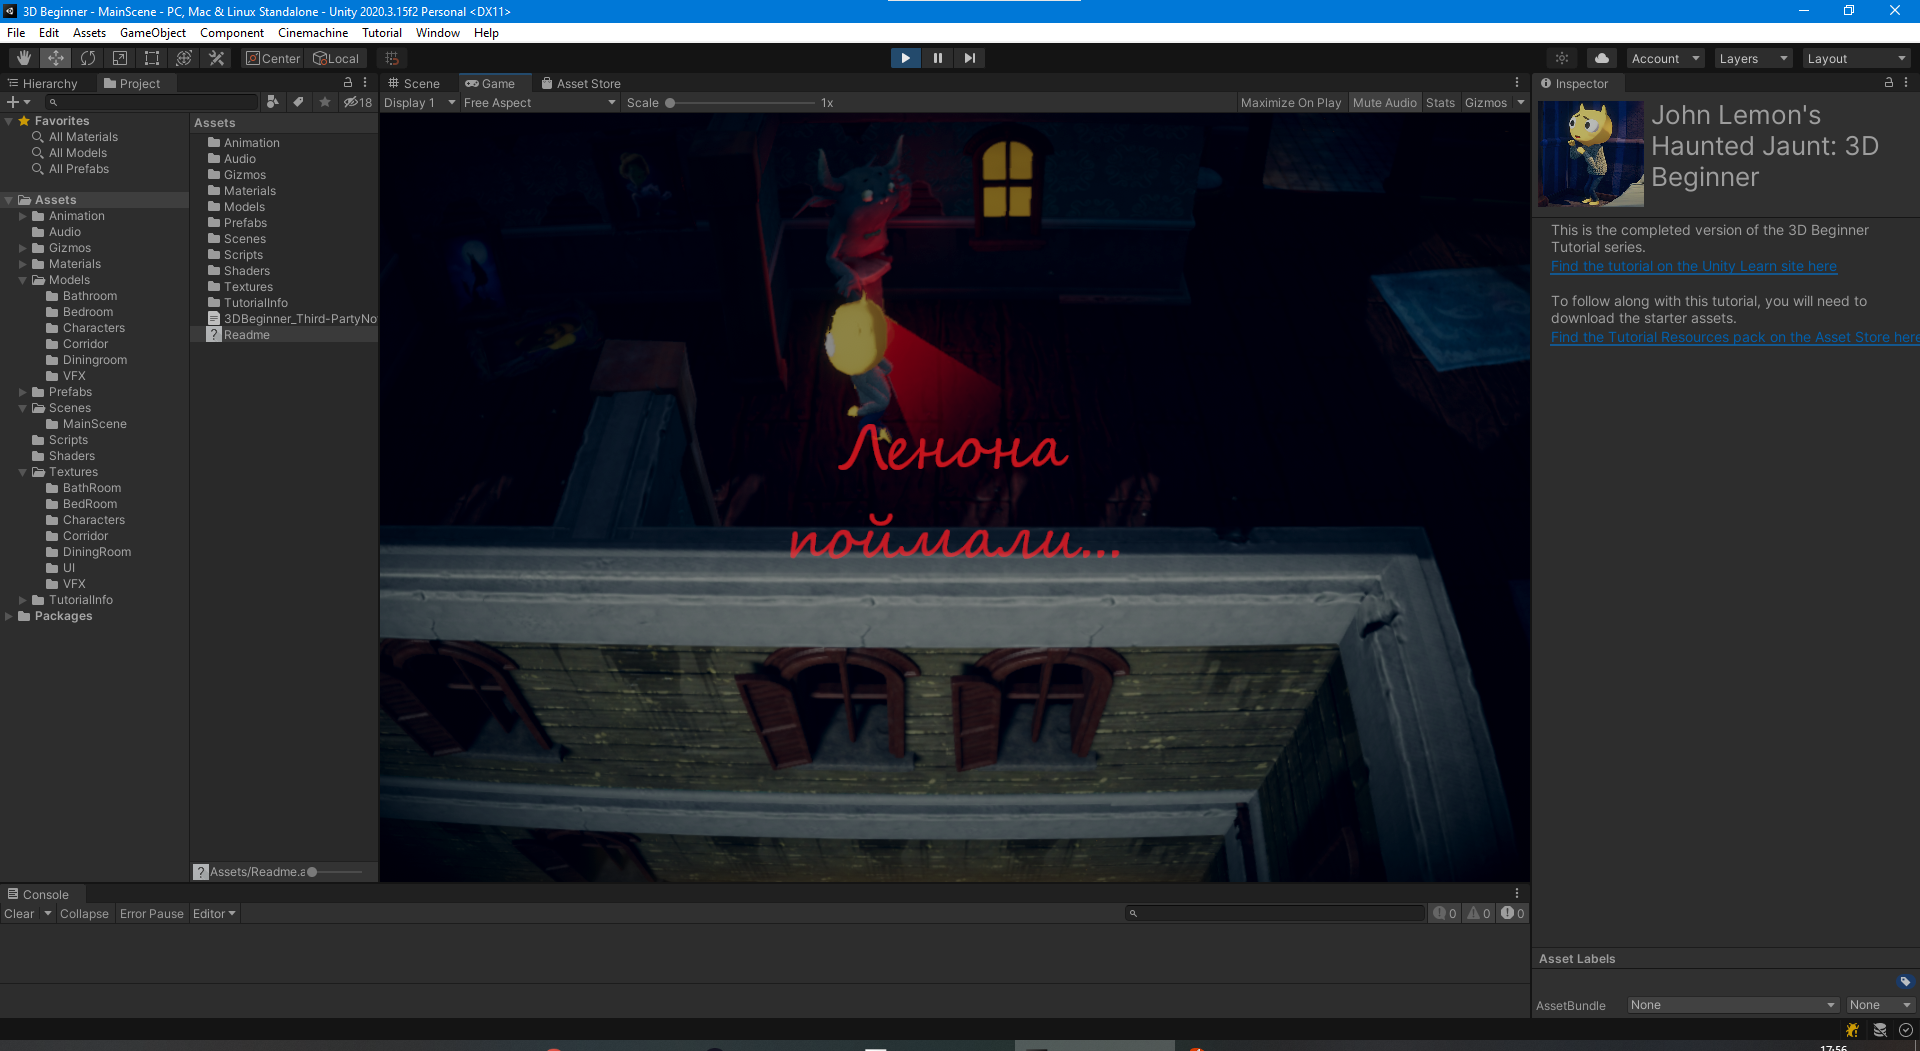 3D Beginner - MainScene - PC, Mac & Linux Standalone - Unity 2020.3.15f2 Personal <DX11>
File Edit Assets GameObject Component Cinemachine Tutorial Window Help
Center Local
Account Layers Layout
Hierarchy Project
18
Favorites
All Materials
All Models
All Prefabs
Assets
Animation
Audio
Gizmos
Materials
Models
Bathroom
Bedroom
Characters
Corridor
Diningroom
VFX
Prefabs
Scenes
MainScene
Scripts
Shaders
Textures
BathRoom
BedRoom
Characters
Corridor
DiningRoom
UI
VFX
TutorialInfo
Packages
Assets
Animation
Audio
Gizmos
Materials
Models
Prefabs
Scenes
Scripts
Shaders
Textures
TutorialInfo
3DBeginner_Third-PartyNo
Readme
Assets/Readme.a
Scene Game Asset Store
Display 1 Free Aspect Scale 1x Maximize On Play Mute Audio Stats Gizmos
Ленона
поймали...
Inspector
John Lemon's
Haunted Jaunt: 3D
Beginner
This is the completed version of the 3D Beginner
Tutorial series.
Find the tutorial on the Unity Learn site here
To follow along with this tutorial, you will need to
download the starter assets.
Find the Tutorial Resources pack on the Asset Store here
Console
Clear Collapse Error Pause Editor
0 0 0
Asset Labels
AssetBundle None None
17:56